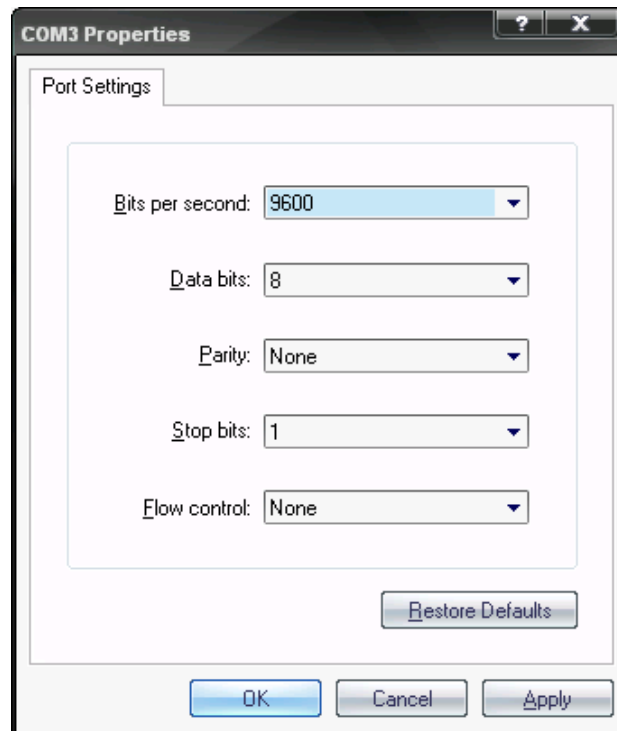 COM3 Properties
Port Settings
Bits per second: 9600
Data bits: 8
Parity: None
Stop bits: 1
Flow control: None
Restore Defaults
OK Cancel Apply